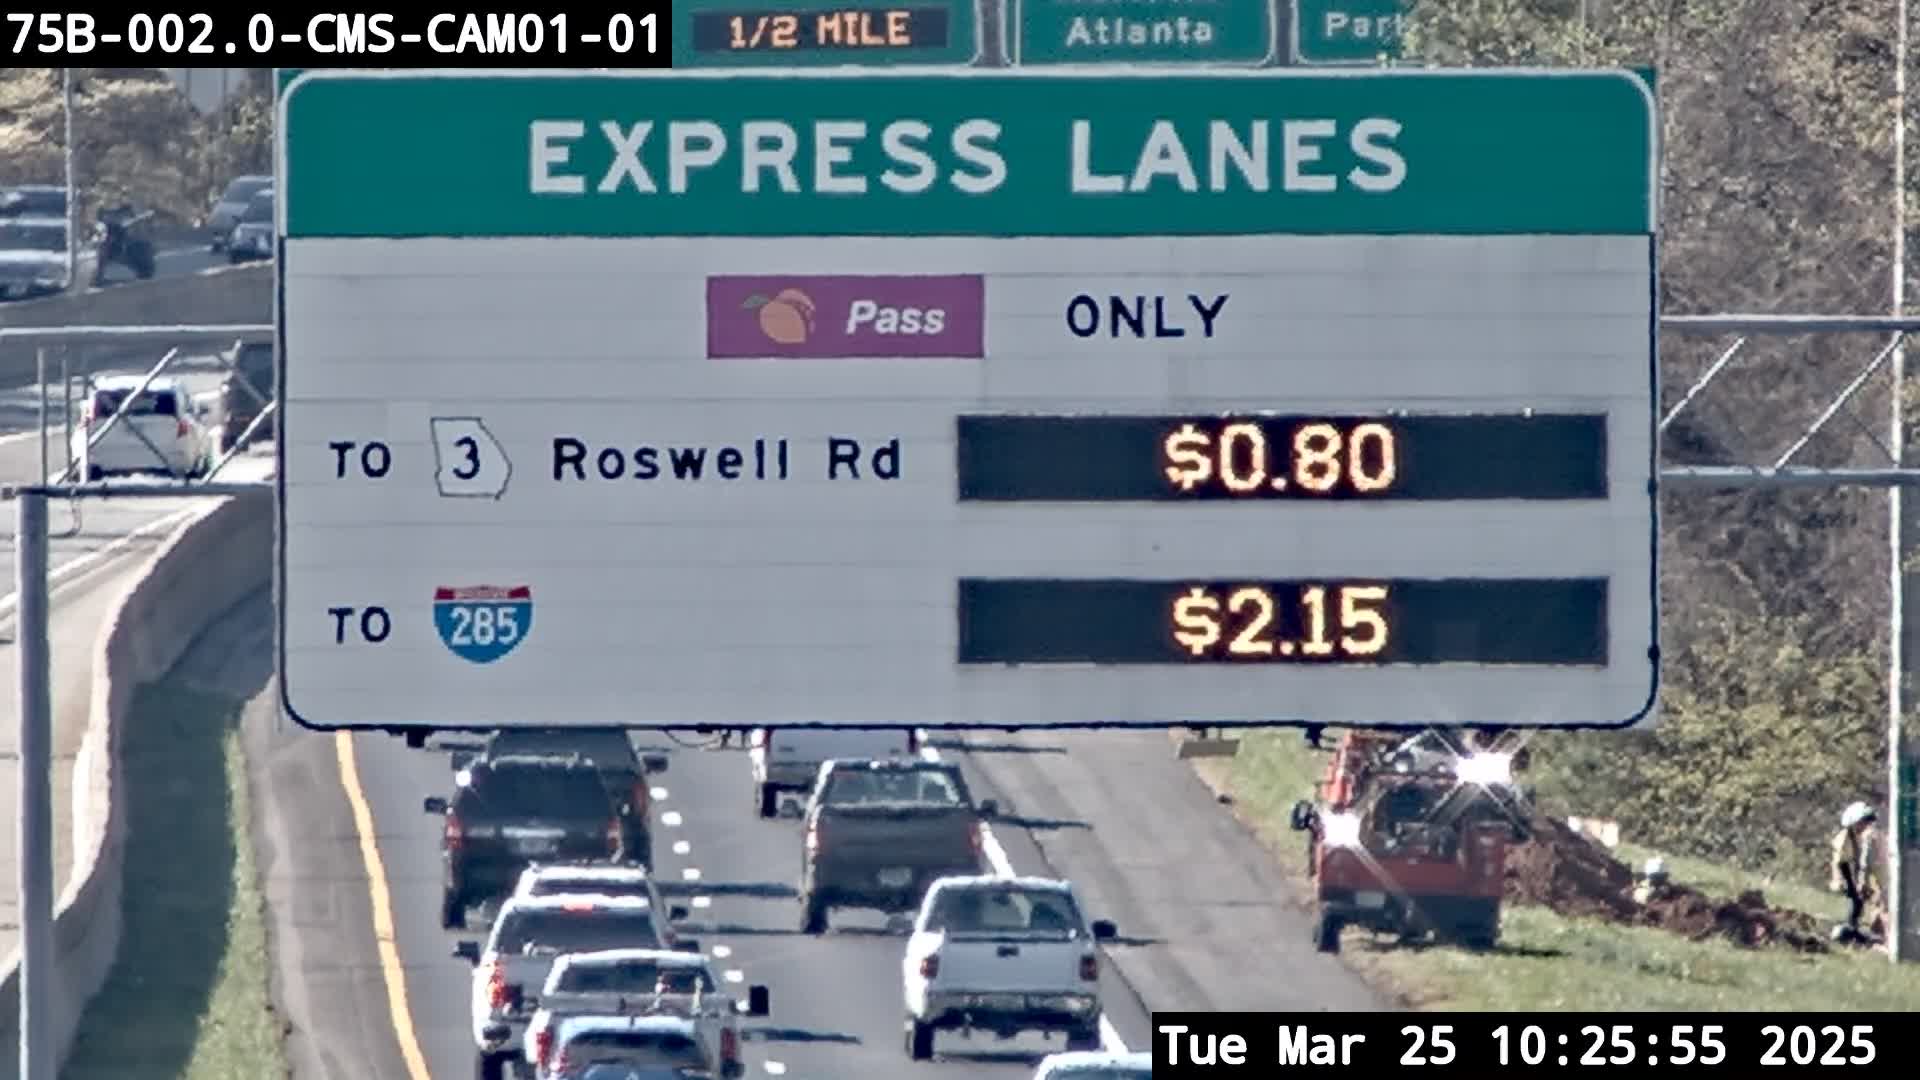 75B-002.0-CMS-CAM01-01
1/2 MILE
Atlanta
EXPRESS LANES
Pass ONLY
TO 3 Roswell Rd $0.80
TO 285 $2.15
Tue Mar 25 10:25:55 2025